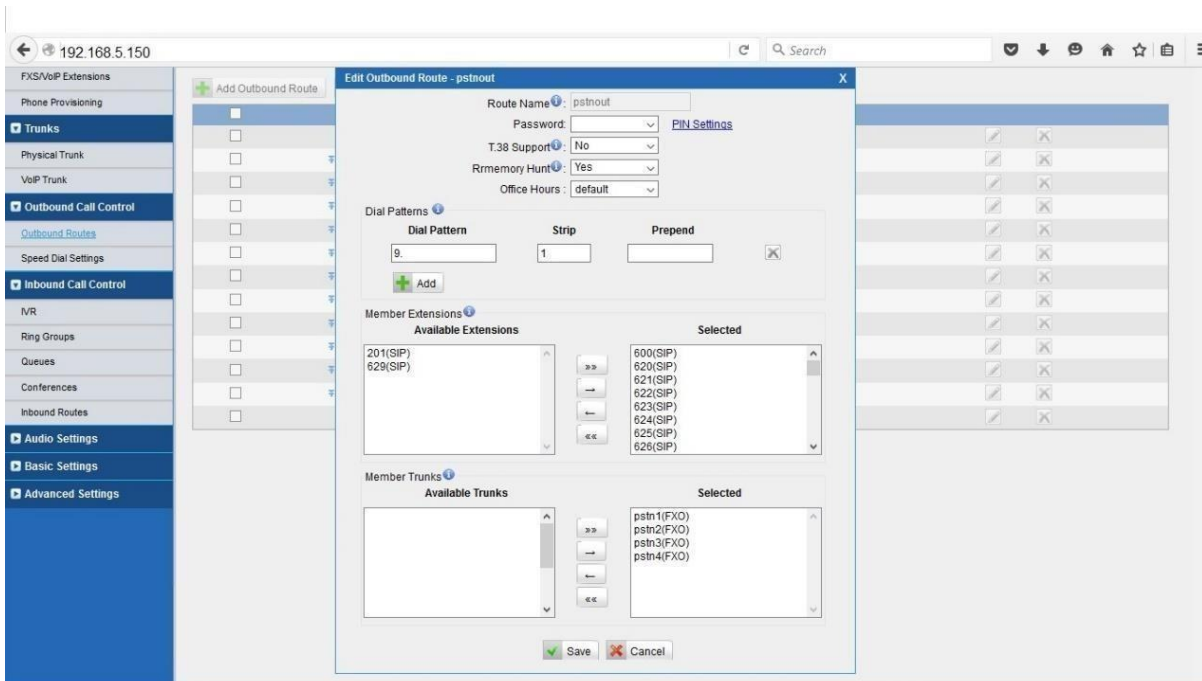 192.168.5.150
Search
FXS/VoIP Extensions
Phone Provisioning
Trunks
Physical Trunk
VoIP Trunk
Outbound Call Control
Outbound Routes
Speed Dial Settings
Inbound Call Control
IVR
Ring Groups
Queues
Conferences
Inbound Routes
Audio Settings
Basic Settings
Advanced Settings
Add Outbound Route
Edit Outbound Route - pstnout X
Route Name i : pstnout
Password: PIN Settings
T.38 Support i : No
Rrmemory Hunt i : Yes
Office Hours : default
Dial Patterns i
Dial Pattern Strip Prepend
9. 1
Add
Member Extensions i
Available Extensions Selected
201(SIP)
629(SIP)
»»
→
←
««
600(SIP)
620(SIP)
621(SIP)
622(SIP)
623(SIP)
624(SIP)
625(SIP)
626(SIP)
Member Trunks i
Available Trunks Selected
»»
→
←
««
pstn1(FXO)
pstn2(FXO)
pstn3(FXO)
pstn4(FXO)
Save Cancel